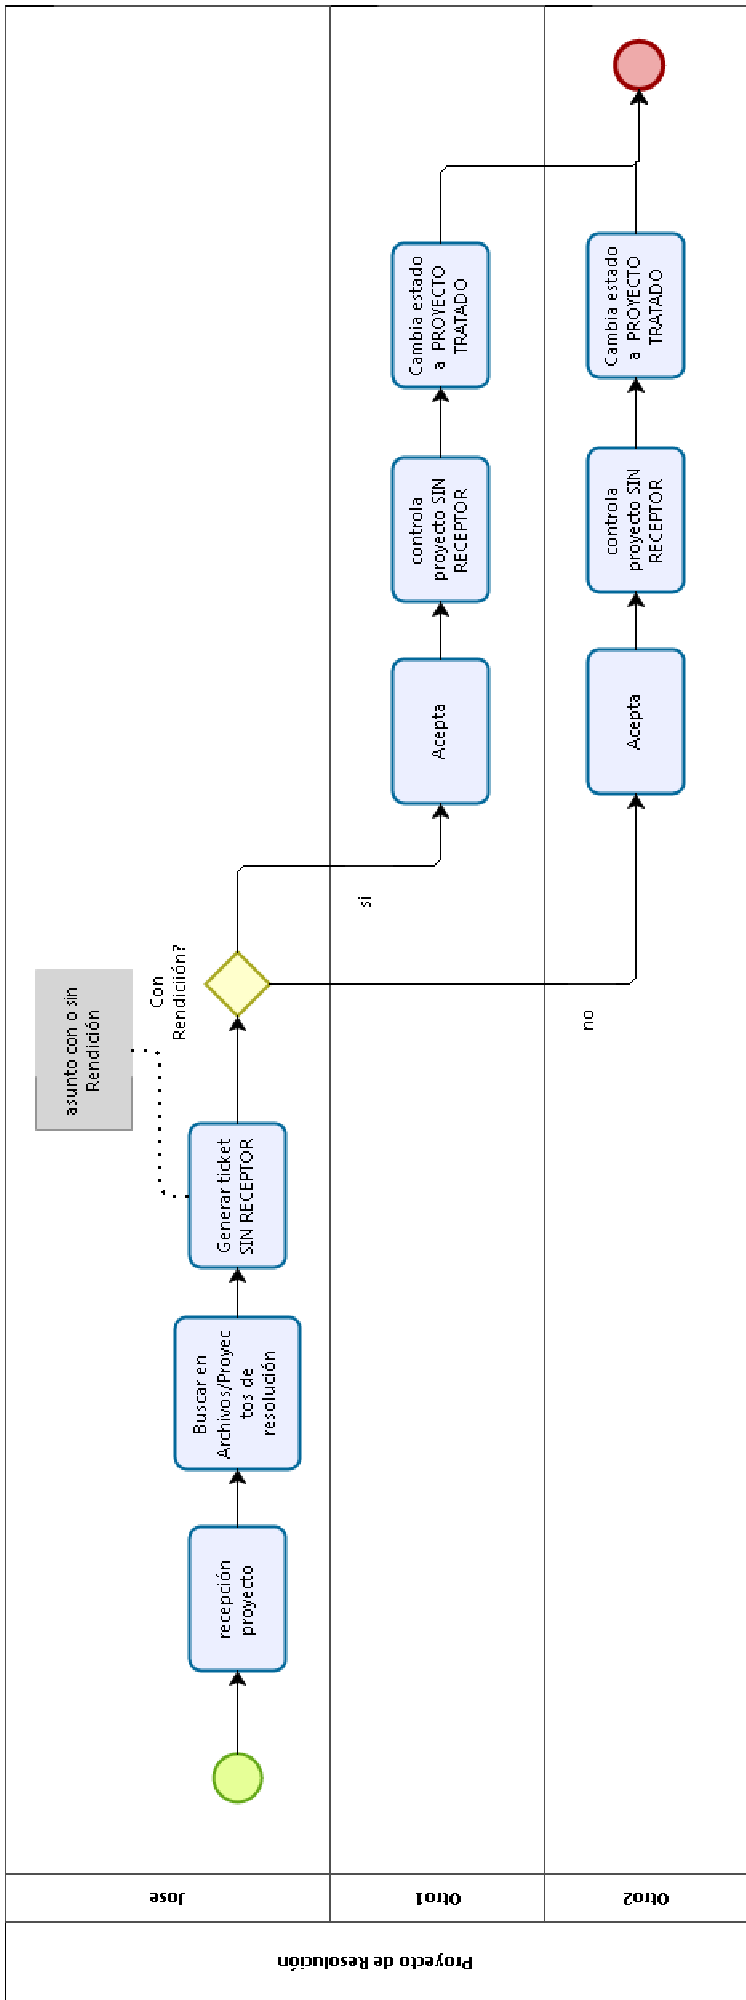 Proyecto de Resolución
Jose
Otro1
Otro2
recepción
proyecto
Buscar en
Archivos/Proyec
tos de
resolución
Generar ticket
SIN RECEPTOR
asunto con o sin
Rendición
Con
Rendiciión?
si
no
Acepta
controla
proyecto SIN
RECEPTOR
Cambia estado
a PROYECTO
TRATADO
Acepta
controla
proyecto SIN
RECEPTOR
Cambia estado
a PROYECTO
TRATADO